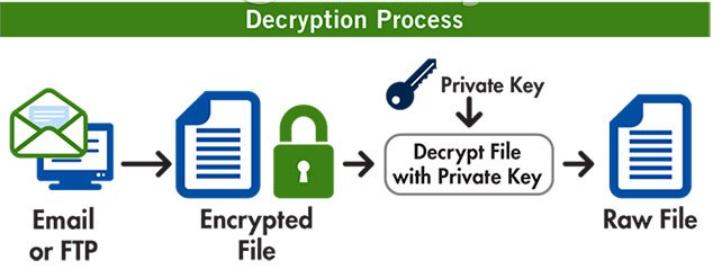 Decryption Process
Private Key
Decrypt File
with Private Key
Email
or FTP
Encrypted
File
Raw File